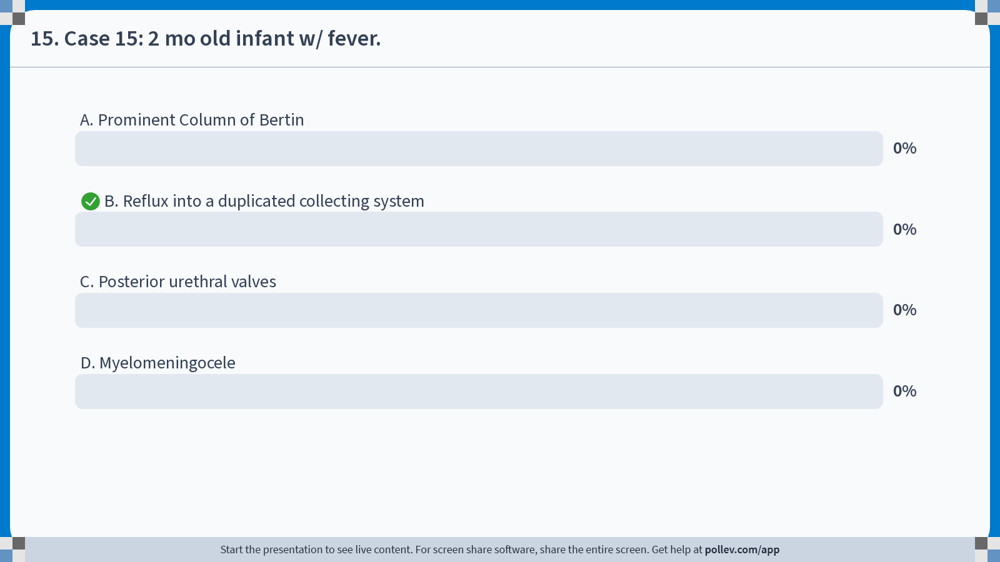 15. Case 15: 2 mo old infant w/ fever.
A. Prominent Column of Bertin
0%
B. Reflux into a duplicated collecting system
0%
C. Posterior urethral valves
0%
D. Myelomeningocele
0%
Start the presentation to see live content. For screen share software, share the entire screen. Get help at pollev.com/app